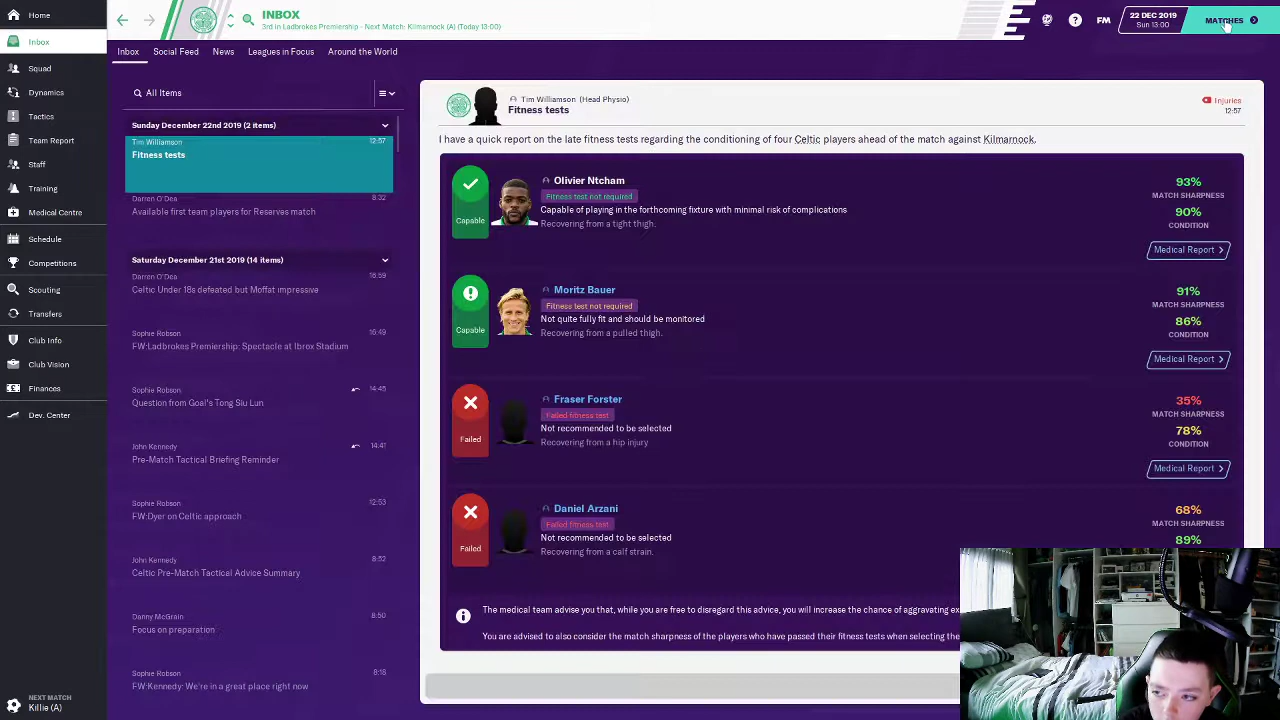 INBOX
3rd in Ladbrokes Premiership - Next Match: Kilmarnock (A) (Today 13:00)
FM
22 DEC 2019
Sun 13:00
MATCHES
Home
Inbox
Squad
Dynamics
Tactics
Team Report
Staff
Training
Medical Centre
Schedule
Competitions
Scouting
Transfers
Club Info
Club Vision
Finances
Dev. Center
NEXT MATCH
Killie (A)
Inbox
Social Feed
News
Leagues in Focus
Around the World
All Items
Sunday December 22nd 2019 (2 items)
Tim Williamson 12:57
Fitness tests
Darren O'Dea 8:32
Available first team players for Reserves match
Saturday December 21st 2019 (14 items)
Darren O'Dea 16:59
Celtic Under 18s defeated but Moffat impressive
Sophie Robson 16:49
FW:Ladbrokes Premiership: Spectacle at Ibrox Stadium
Sophie Robson 14:45
Question from Goal's Tong Siu Lun
John Kennedy 14:41
Pre-Match Tactical Briefing Reminder
Sophie Robson 12:53
FW:Dyer on Celtic approach
John Kennedy 8:52
Celtic Pre-Match Tactical Advice Summary
Danny McGrain 8:50
Focus on preparation
Sophie Robson 8:16
FW:Kennedy: We're in a great place right now
Tim Williamson (Head Physio)
Fitness tests
Injuries
12:57
I have a quick report on the late fitness tests regarding the conditioning of four Celtic players ahead of the match against Kilmarnock.
Capable
Olivier Ntcham
Fitness test not required
Capable of playing in the forthcoming fixture with minimal risk of complications
Recovering from a tight thigh.
93%
MATCH SHARPNESS
90%
CONDITION
Medical Report
Capable
Moritz Bauer
Fitness test not required
Not quite fully fit and should be monitored
Recovering from a pulled thigh.
91%
MATCH SHARPNESS
86%
CONDITION
Medical Report
Failed
Fraser Forster
Failed fitness test
Not recommended to be selected
Recovering from a hip injury
35%
MATCH SHARPNESS
78%
CONDITION
Medical Report
Failed
Daniel Arzani
Failed fitness test
Not recommended to be selected
Recovering from a calf strain.
68%
MATCH SHARPNESS
89%
The medical team advise you that, while you are free to disregard this advice, you will increase the chance of aggravating ex
You are advised to also consider the match sharpness of the players who have passed their fitness tests when selecting the